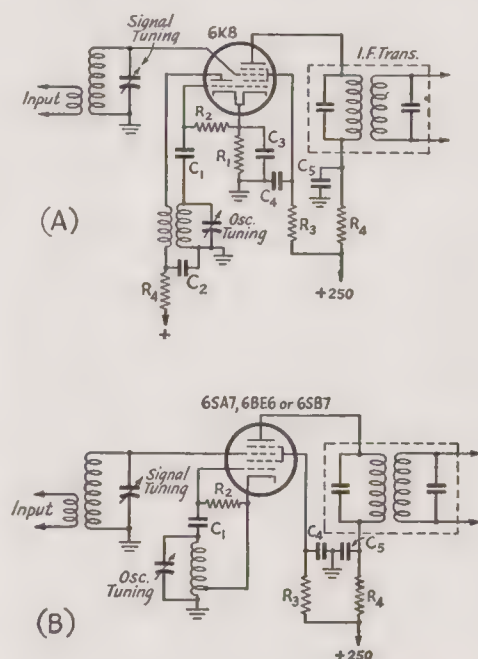 Signal
Tuning
6K8
I.F. Trans.
Input
R2
C3
C1
R1
C4
C5
(A)
Osc.
Tuning
R3
R4
C2
R4
+250
+
6SA7, 6BE6 or 6SB7
Signal
Tuning
R2
Input
C1
C4
C5
Osc.
Tuning
R3
R4
(B)
+250